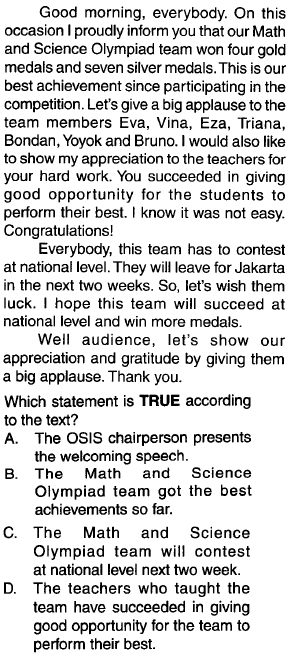 Good morning, everybody. On this
occasion I proudly inform you that our Math
and Science Olympiad team won four gold
medals and seven silver medals. This is our
best achievement since participating in the
competition. Let's give a big applause to the
team members Eva, Vina, Eza, Triana,
Bondan, Yoyok and Bruno. I would also like
to show my appreciation to the teachers for
your hard work. You succeeded in giving
good opportunity for the students to
perform their best. I know it was not easy.
Congratulations!
Everybody, this team has to contest
at national level. They will leave for Jakarta
in the next two weeks. So, let's wish them
luck. I hope this team will succeed at
national level and win more medals.
Well audience, let's show our
appreciation and gratitude by giving them
a big applause. Thank you.
Which statement is TRUE according
to the text?
A. The OSIS chairperson presents
the welcoming speech.
B. The Math and Science
Olympiad team got the best
achievements so far.
C. The Math and Science
Olympiad team will contest
at national level next two week.
D. The teachers who taught the
team have succeeded in giving
good opportunity for the team to
perform their best.